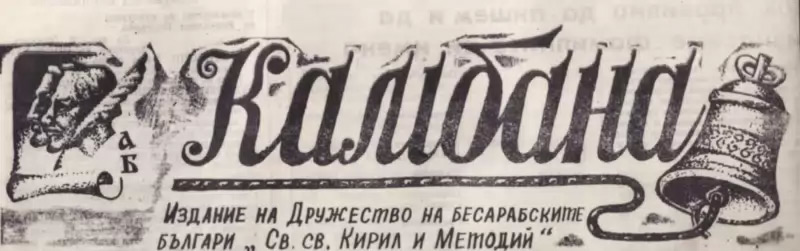 Камбана
аБ
Издание на Дружество на бесарабските
българи „Св. св. Кирил и Методий“